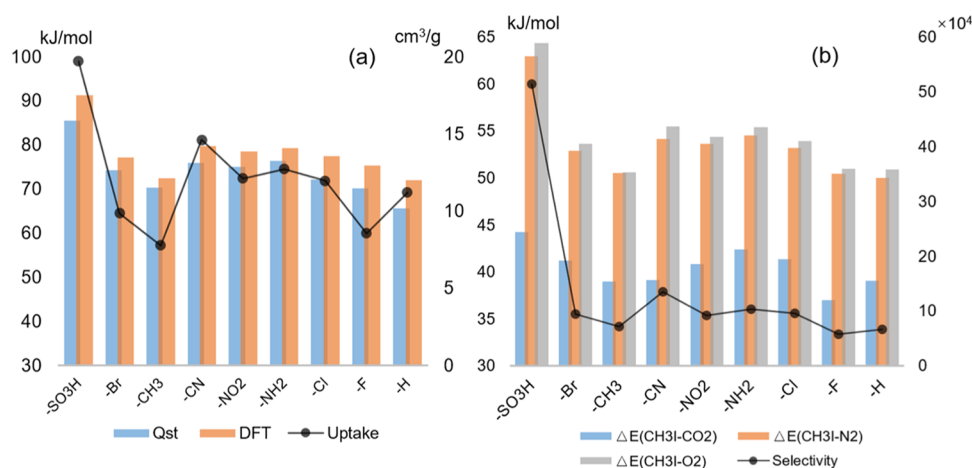 kJ/mol
cm³/g
(a)
100
90
80
70
60
50
40
30
20
15
10
5
0
-SO3H
-Br
-CH3
-CN
-NO2
-NH2
-Cl
-F
-H
Qst
DFT
Uptake
kJ/mol
×10⁴
(b)
65
60
55
50
45
40
35
30
60
50
40
30
20
10
0
-SO3H
-Br
-CH3
-CN
-NO2
-NH2
-Cl
-F
-H
△E(CH3I-CO2)
△E(CH3I-N2)
△E(CH3I-O2)
Selectivity